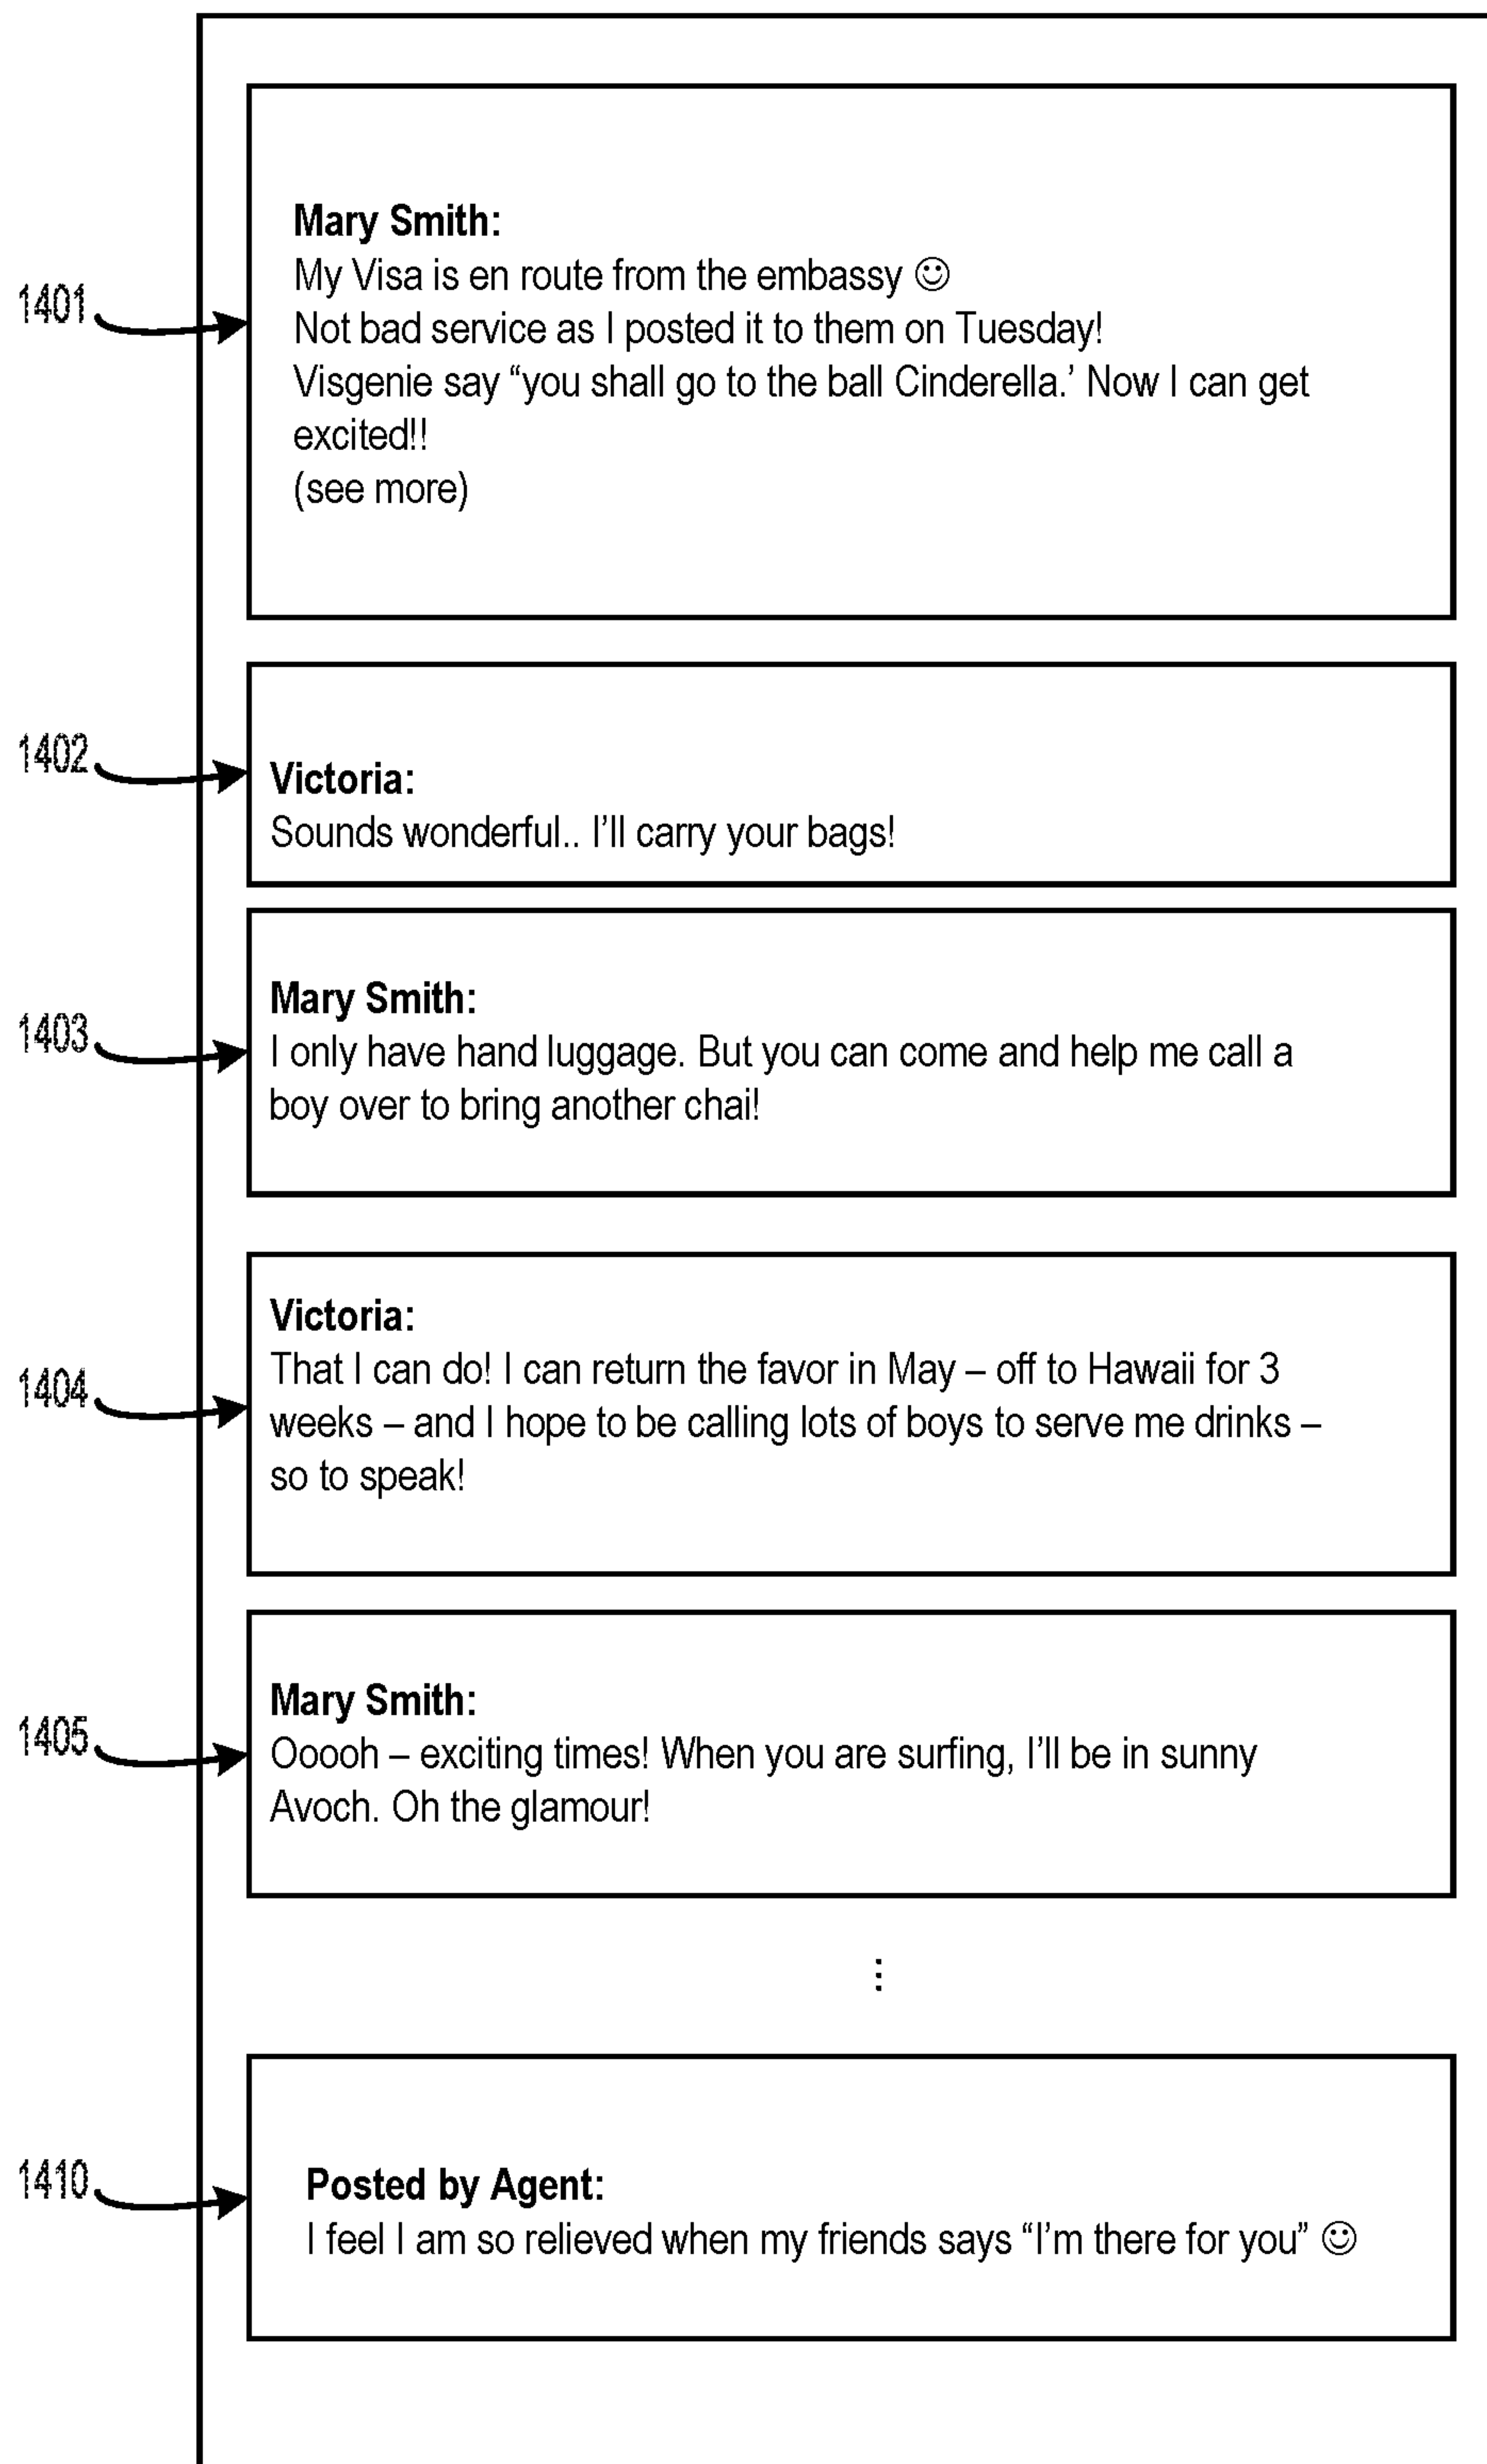 Mary Smith:
1401
My Visa is en route from the embassy ☺
Not bad service as I posted it to them on Tuesday!
Visgenie say “you shall go to the ball Cinderella.’ Now I can get
excited!!
(see more)
1402
Victoria:
Sounds wonderful.. I’ll carry your bags!
1403
Mary Smith:
I only have hand luggage. But you can come and help me call a
boy over to bring another chai!
1404
Victoria:
That I can do! I can return the favor in May – off to Hawaii for 3
weeks – and I hope to be calling lots of boys to serve me drinks –
so to speak!
1405
Mary Smith:
Ooooh – exciting times! When you are surfing, I’ll be in sunny
Avoch. Oh the glamour!
⋮
1410
Posted by Agent:
I feel I am so relieved when my friends says “I’m there for you” ☺